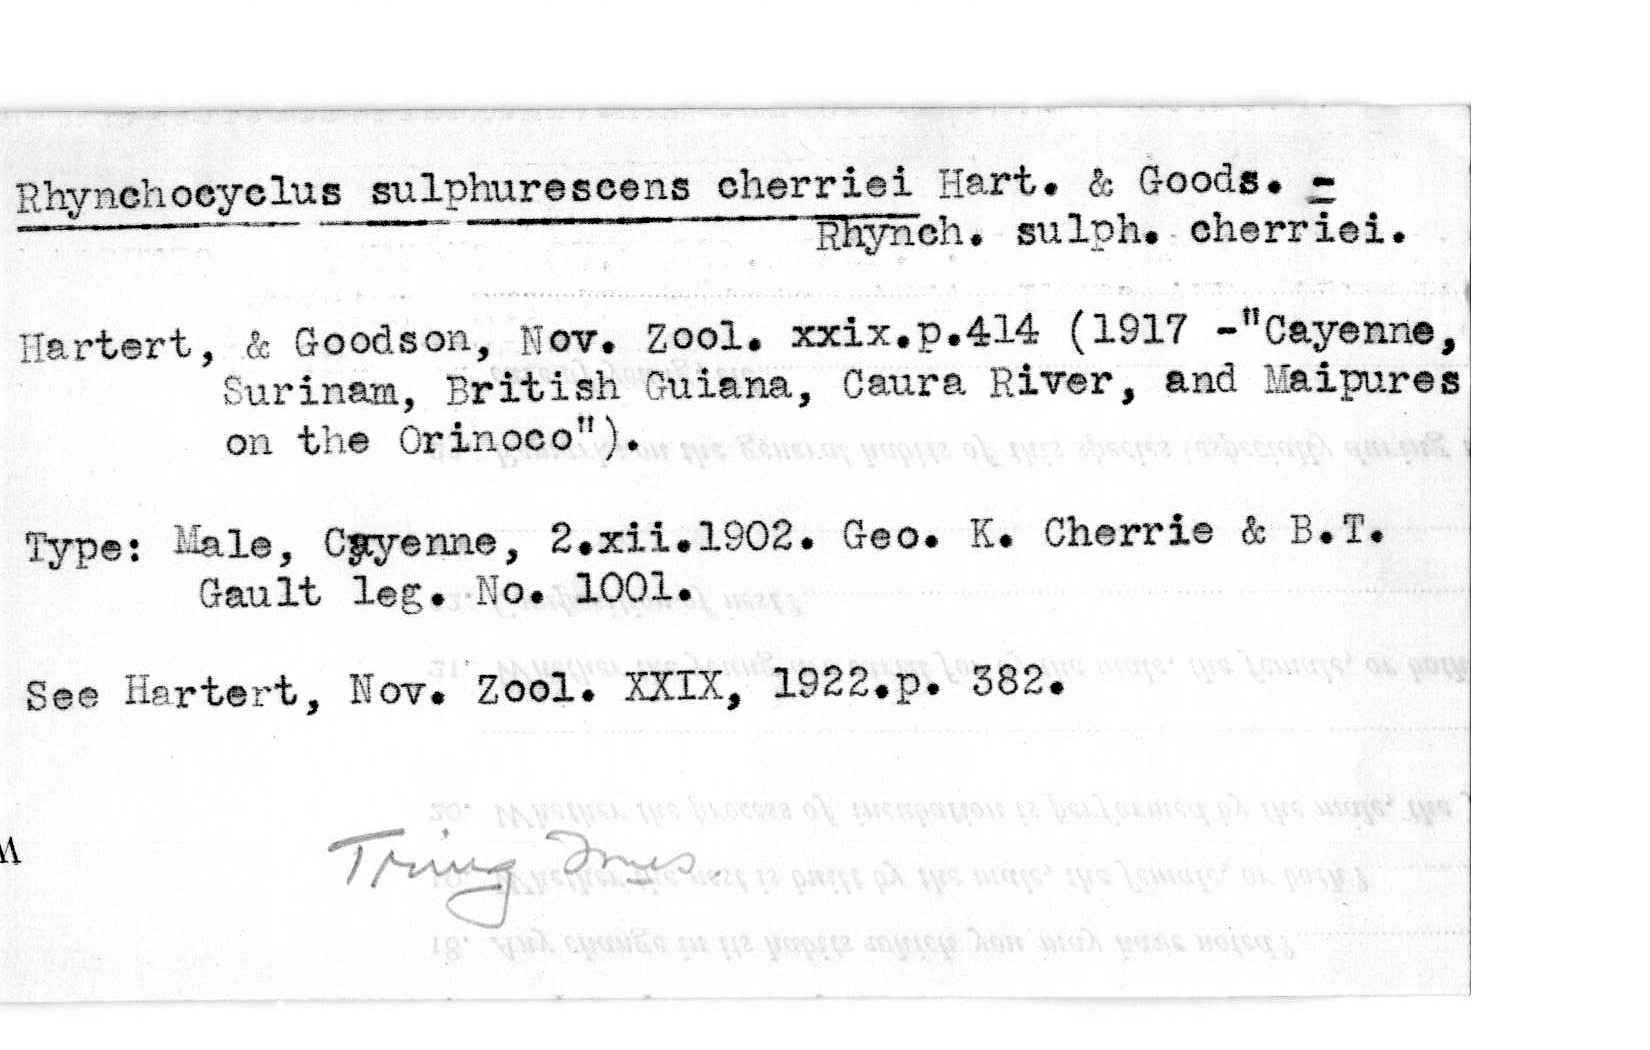 Rhynchocyclus sulphurescens cherriei Hart. & Goods. =
Rhynch. sulph. cherriei.
Hartert, & Goodson, Nov. Zool. xxix.p.414 (1917 -"Cayenne,
Surinam, British Guiana, Caura River, and Maipures
on the Orinoco").
Type: Male, Cayenne, 2.xii.1902. Geo. K. Cherrie & B.T.
Gault leg. No. 1001.
See Hartert, Nov. Zool. XXIX, 1922.p. 382.
Tring